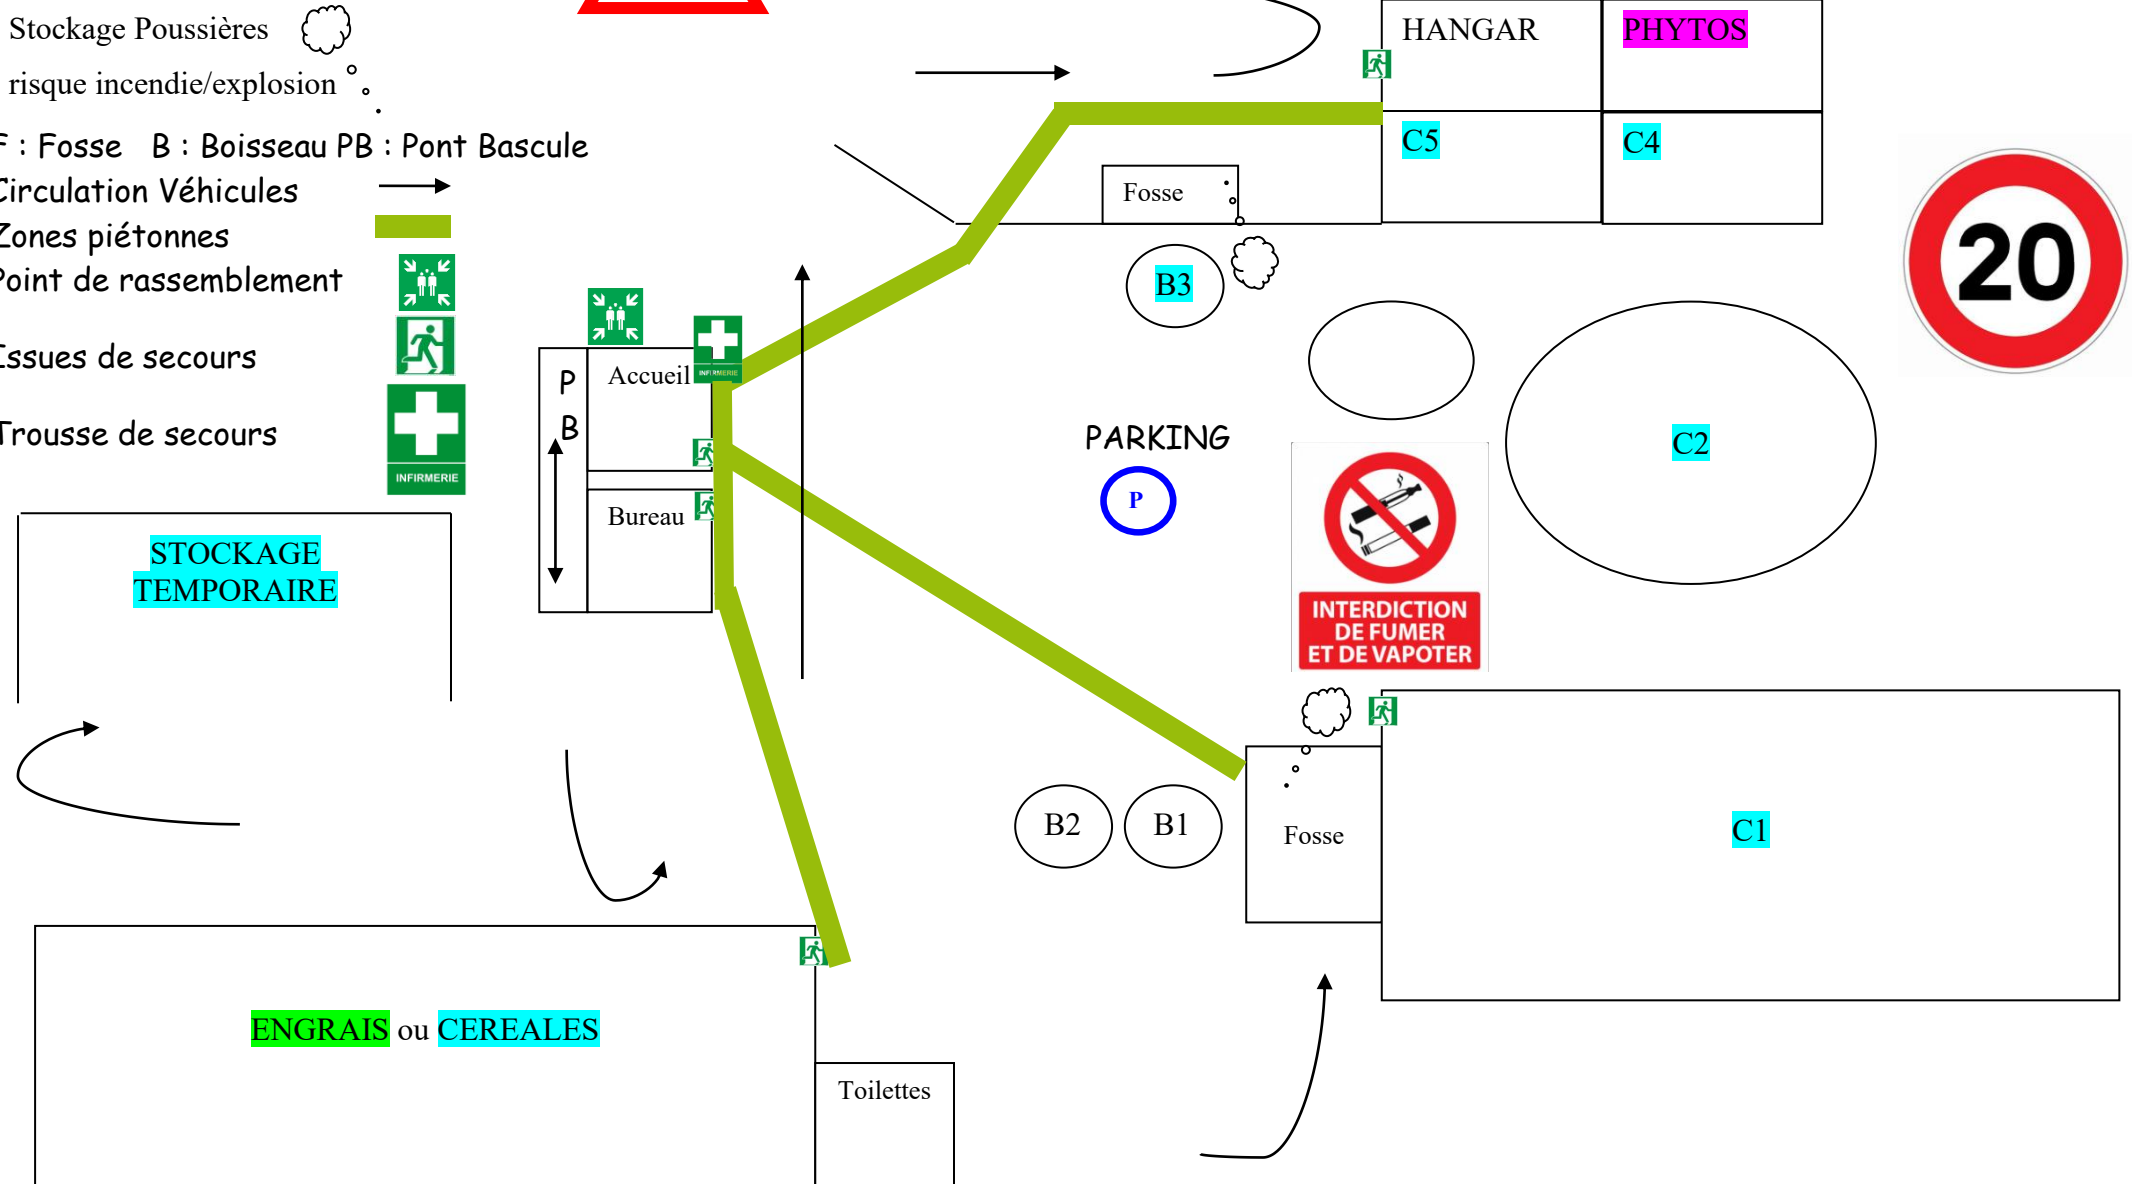 Stockage Poussières
risque incendie/explosion
F : Fosse B : Boisseau PB : Pont Bascule
Circulation Véhicules
Zones piétonnes
Point de rassemblement
Issues de secours
Trousse de secours
INFIRMERIE
HANGAR
PHYTOS
C5
C4
Fosse
B3
20
INFIRMERIE
P
B
Accueil
Bureau
PARKING
P
C2
INTERDICTION
DE FUMER
ET DE VAPOTER
STOCKAGE
TEMPORAIRE
B2
B1
Fosse
C1
ENGRAIS ou CEREALES
Toilettes